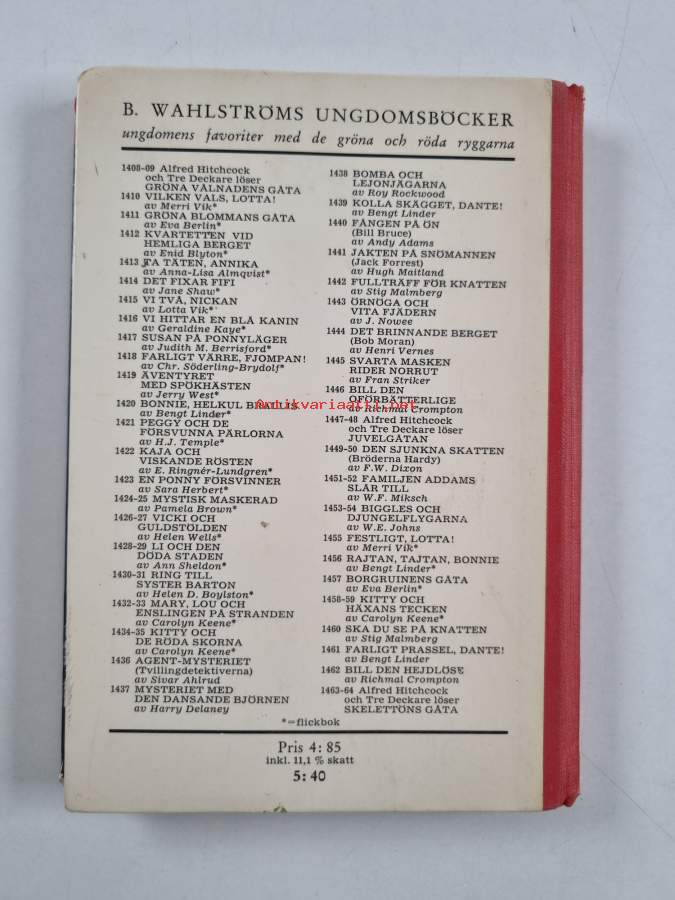 B. WAHLSTRÖMS UNGDOMSBÖCKER
ungdomens favoriter med de gröna och röda ryggarna
1408-09 Alfred Hitchcock
och Tre Deckare löser
GRÖNA VÅLNADENS GÅTA
1410 VILKEN VALS, LOTTA!
av Merri Vik*
1411 GRÖNA BLOMMANS GÅTA
av Eva Berlin*
1412 KVARTETTEN VID
HEMLIGA BERGET
av Enid Blyton*
1413 TA TÄTEN, ANNIKA
av Anna-Lisa Almqvist*
1414 DET FIXAR FIFI
av Jane Shaw*
1415 VI TVÅ, NICKAN
av Lotta Vik*
1416 VI HITTAR EN BLÅ KANIN
av Geraldine Kaye*
1417 SUSAN PÅ PONNYLÄGER
av Judith M. Berrisford*
1418 FARLIGT VÄRRE, FJOMPAN!
av Chr. Söderling-Brydolf*
1419 ÄVENTYRET
MED SPÖKHÄSTEN
av Jerry West*
1420 BONNIE, HELKUL BRALLIS
av Bengt Linder*
1421 PEGGY OCH DE
FÖRSVUNNA PÄRLORNA
av H.J. Temple*
1422 KAJA OCH
VISKANDE RÖSTEN
av E. Ringnér-Lundgren*
1423 EN PONNY FÖRSVINNER
av Sara Herbert*
1424-25 MYSTISK MASKERAD
av Pamela Brown*
1426-27 VICKI OCH
GULDSTÖLDEN
av Helen Wells*
1428-29 LI OCH DEN
DÖDA STADEN
av Ann Sheldon*
1430-31 RING TILL
SYSTER BARTON
av Helen D. Boylston*
1432-33 MARY, LOU OCH
ENSLINGEN PÅ STRANDEN
av Carolyn Keene*
1434-35 KITTY OCH
DE RÖDA SKORNA
av Carolyn Keene*
1436 AGENT-MYSTERIET
(Tvillingdetektiverna)
av Sivar Ahlrud
1437 MYSTERIET MED
DEN DANSANDE BJÖRNEN
av Harry Delaney
1438 BOMBA OCH
LEJONJÄGARNA
av Roy Rockwood
1439 KOLLA SKÄGGET, DANTE!
av Bengt Linder
1440 FÅNGEN PÅ ÖN
(Bill Bruce)
av Andy Adams
1441 JAKTEN PÅ SNÖMANNEN
(Jack Forrest)
av Hugh Maitland
1442 FULLTRÄFF FÖR KNATTEN
av Stig Malmberg
1443 ÖRNÖGA OCH
VITA FJÄDERN
av J. Nowee
1444 DET BRINNANDE BERGET
(Bob Moran)
av Henri Vernes
1445 SVARTA MASKEN
RIDER NORRUT
av Fran Striker
1446 BILL DEN
OFÖRBÄTTERLIGE
av Richmal Crompton
1447-48 Alfred Hitchcock
och Tre Deckare löser
JUVELGÅTAN
1449-50 DEN SJUNKNA SKATTEN
(Bröderna Hardy)
av F.W. Dixon
1451-52 FAMILJEN ADDAMS
SLÅR TILL
av W.F. Miksch
1453-54 BIGGLES OCH
DJUNGELFLYGARNA
av W.E. Johns
1455 FESTLIGT, LOTTA!
av Merri Vik*
1456 RAJTAN, TAJTAN, BONNIE
av Bengt Linder*
1457 BORGRUINENS GÅTA
av Eva Berlin*
1458-59 KITTY OCH
HÄXANS TECKEN
av Carolyn Keene*
1460 SKA DU SE PÅ KNATTEN
av Stig Malmberg
1461 FARLIGT PRASSEL, DANTE!
av Bengt Linder
1462 BILL DEN HEJDLÖSE
av Richmal Crompton
1463-64 Alfred Hitchcock
och Tre Deckare löser
SKELETTÖNS GÅTA
*=flickbok
Pris 4: 85
inkl. 11,1 % skatt
5: 40
Antikvariaatti.net